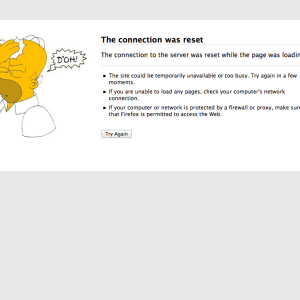 The connection was reset
D'OH!
The connection to the server was reset while the page was loadin
The site could be temporarily unavailable or too busy. Try again in a few
moments.
If you are unable to load any pages, check your computer's network
connection.
If your computer or network is protected by a firewall or proxy, make sure
that Firefox is permitted to access the Web.
Try Again